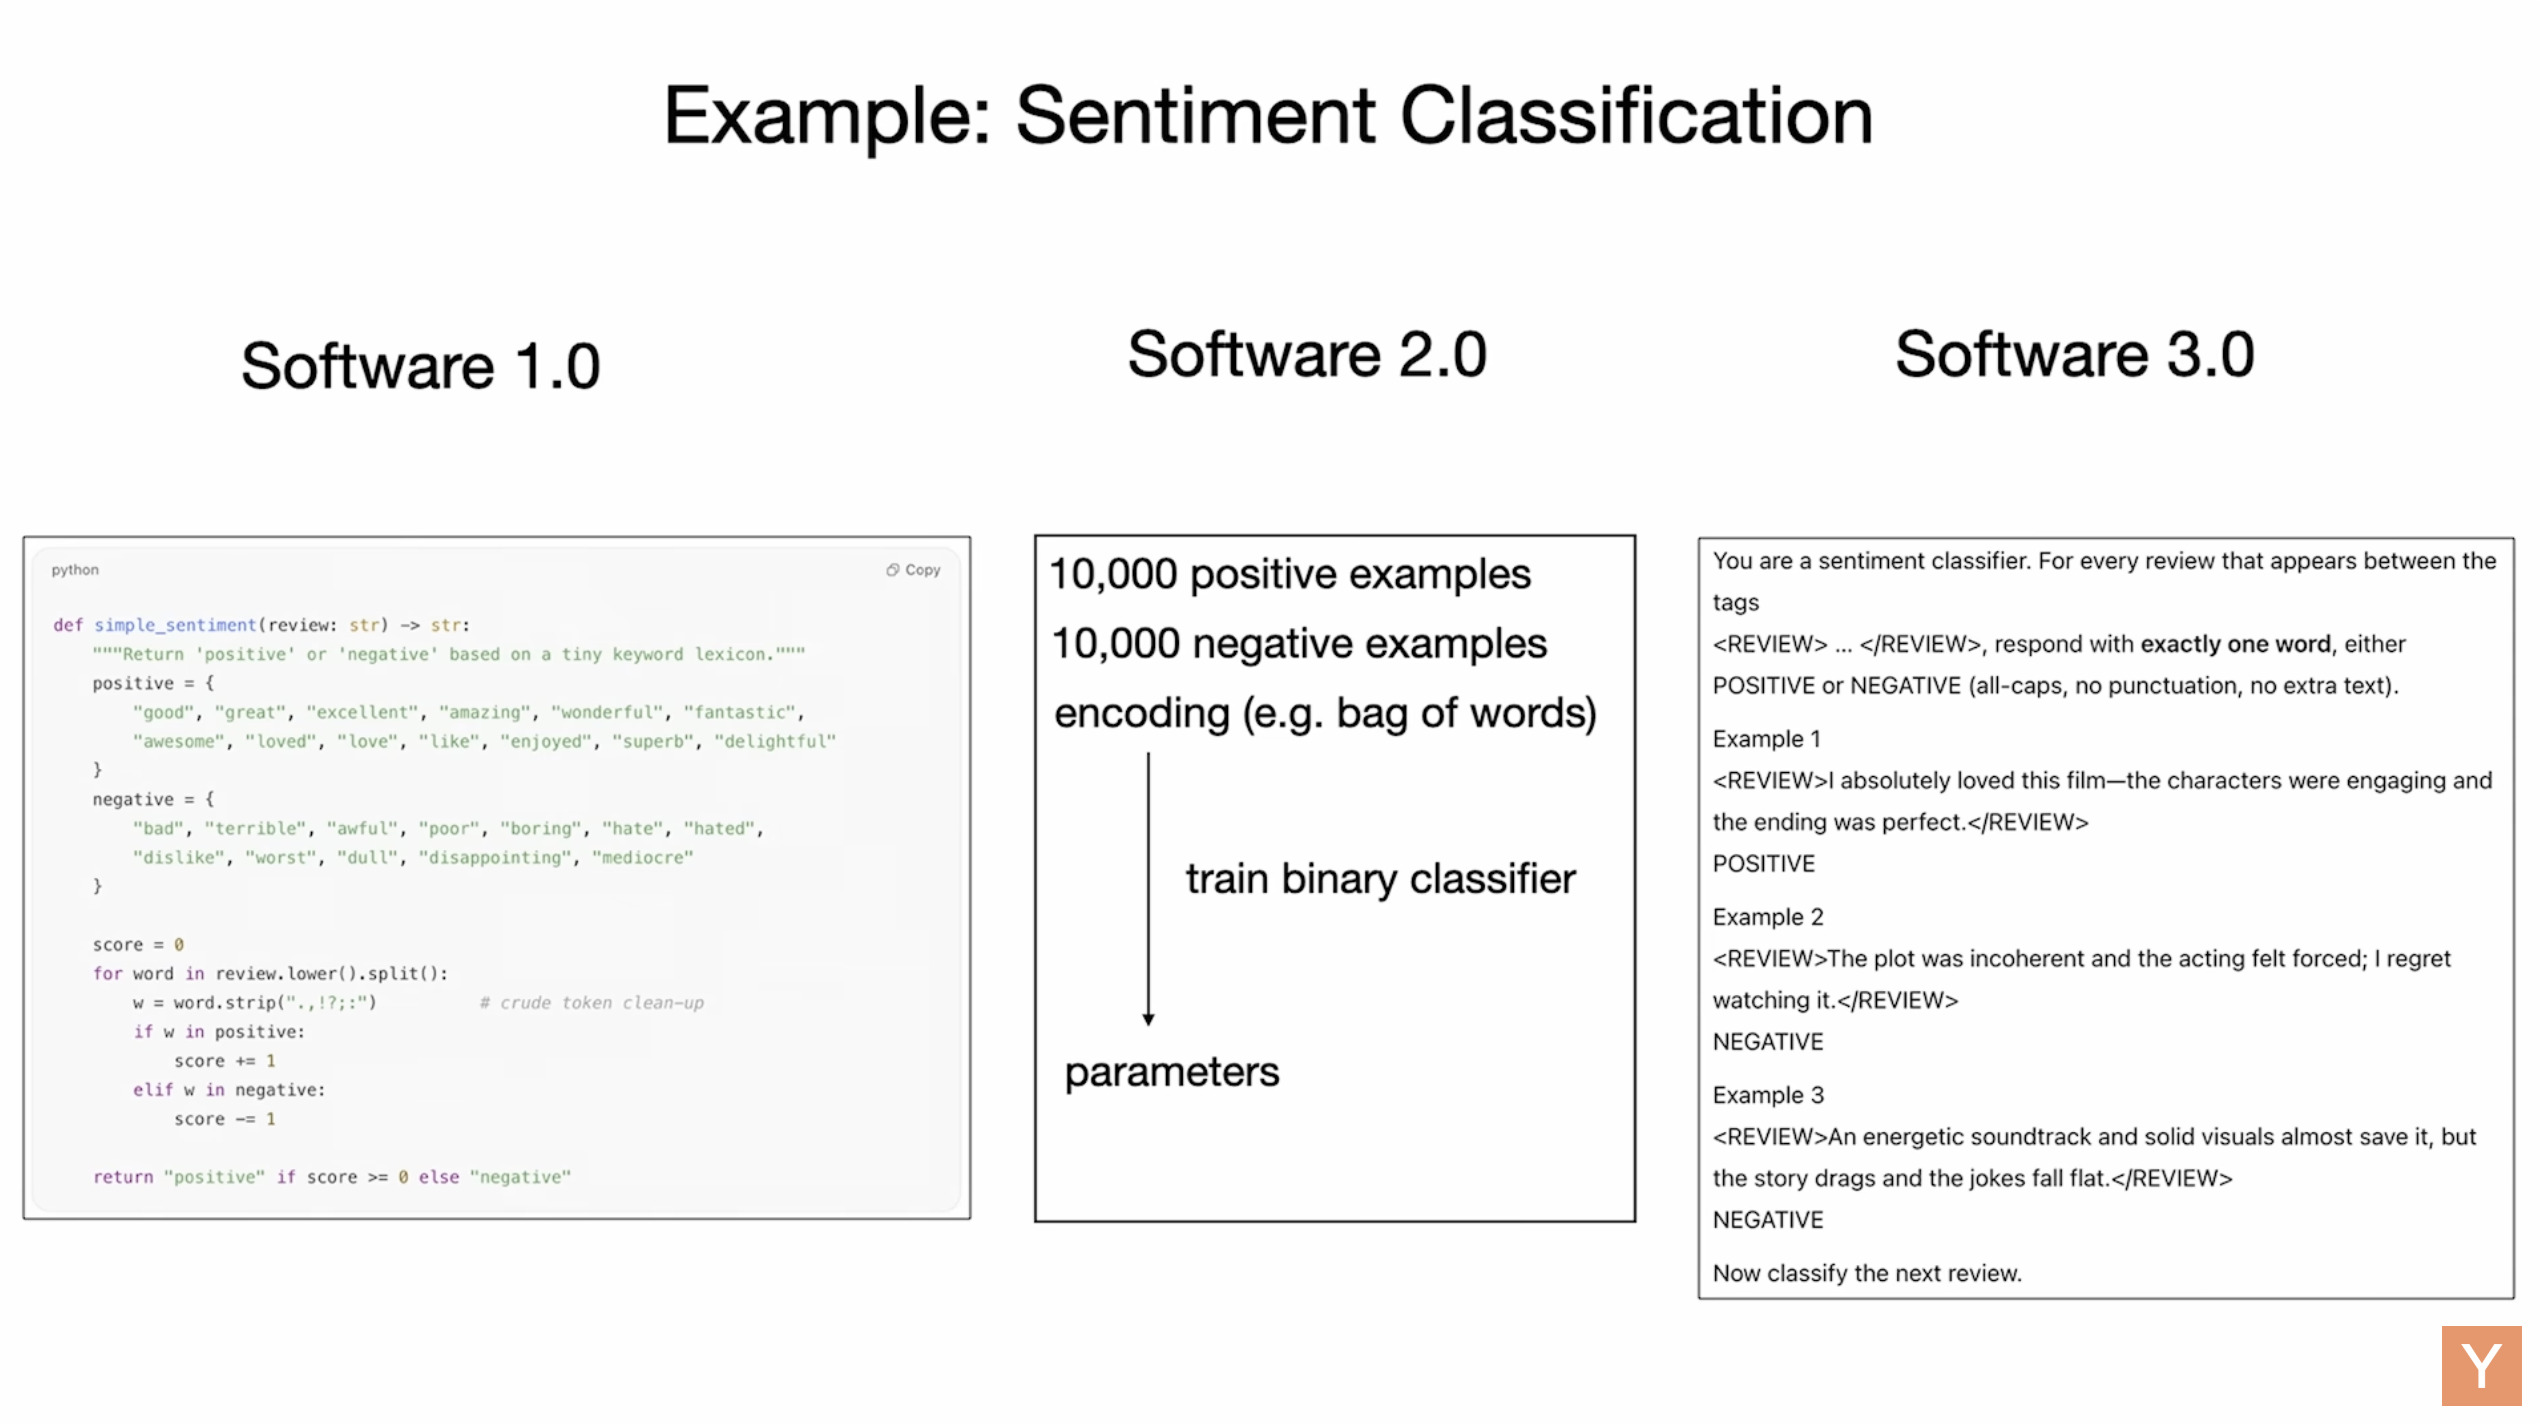 Example: Sentiment Classification
Software 1.0
Software 2.0
Software 3.0
python
Copy
def simple_sentiment(review: str) -> str:
    """Return 'positive' or 'negative' based on a tiny keyword lexicon."""
    positive = {
        "good", "great", "excellent", "amazing", "wonderful", "fantastic",
        "awesome", "loved", "love", "like", "enjoyed", "superb", "delightful"
    }
    negative = {
        "bad", "terrible", "awful", "poor", "boring", "hate", "hated",
        "dislike", "worst", "dull", "disappointing", "mediocre"
    }
    score = 0
    for word in review.lower().split():
        w = word.strip(".,!?;:")          # crude token clean-up
        if w in positive:
            score += 1
        elif w in negative:
            score -= 1
    return "positive" if score >= 0 else "negative"
10,000 positive examples
10,000 negative examples
encoding (e.g. bag of words)
train binary classifier
parameters
You are a sentiment classifier. For every review that appears between the
tags
<REVIEW> ... </REVIEW>, respond with exactly one word, either
POSITIVE or NEGATIVE (all-caps, no punctuation, no extra text).
Example 1
<REVIEW>I absolutely loved this film—the characters were engaging and
the ending was perfect.</REVIEW>
POSITIVE
Example 2
<REVIEW>The plot was incoherent and the acting felt forced; I regret
watching it.</REVIEW>
NEGATIVE
Example 3
<REVIEW>An energetic soundtrack and solid visuals almost save it, but
the story drags and the jokes fall flat.</REVIEW>
NEGATIVE
Now classify the next review.
Y